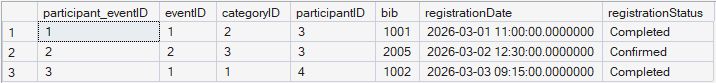 participant_eventID eventID categoryID participantID bib registrationDate registrationStatus
1 1 1 2 3 1001 2026-03-01 11:00:00.0000000 Completed
2 2 2 3 3 2005 2026-03-02 12:30:00.0000000 Confirmed
3 3 1 1 4 1002 2026-03-03 09:15:00.0000000 Completed